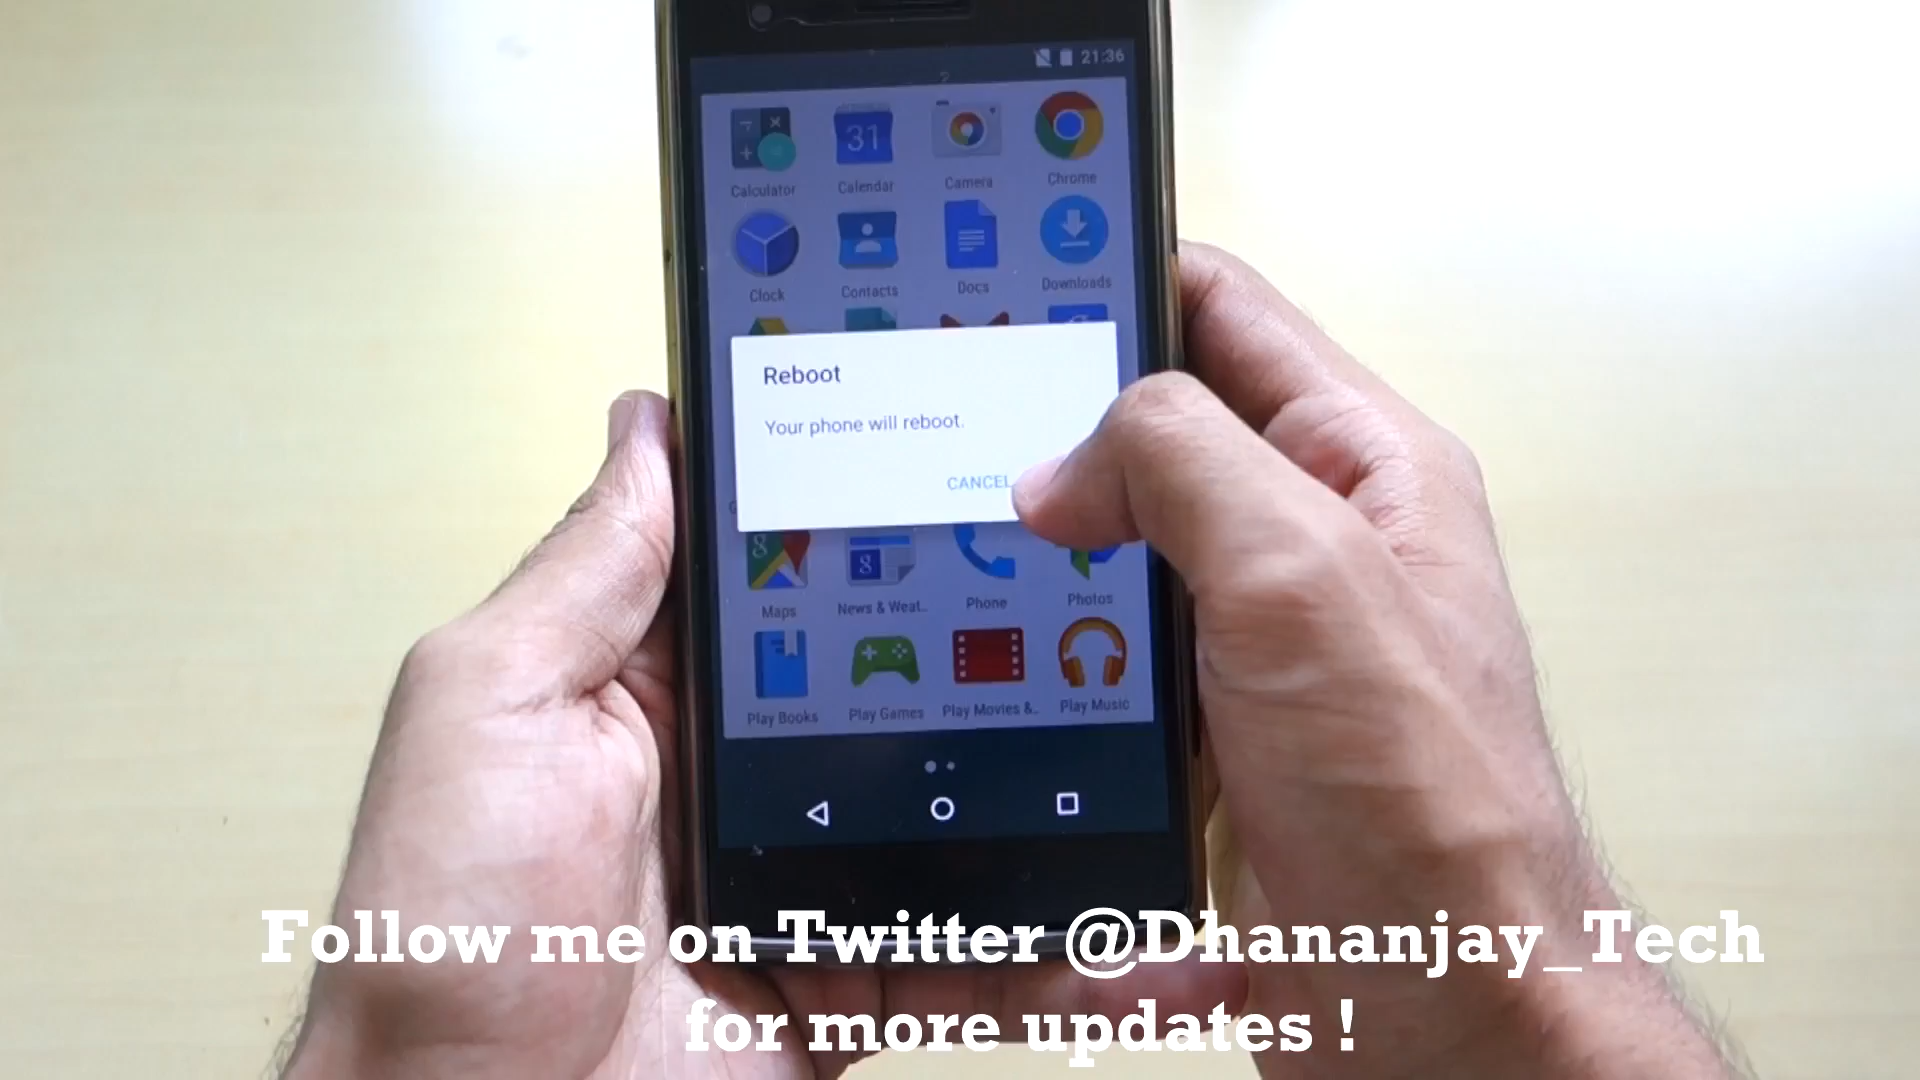 21:36
31
Calculator Calendar Camera Chrome
Clock Contacts Docs Downloads
Reboot
Your phone will reboot.
CANCEL
Maps News & Weat.. Phone Photos
Play Books Play Games Play Movies &.. Play Music
Follow me on Twitter @Dhananjay_Tech
for more updates !